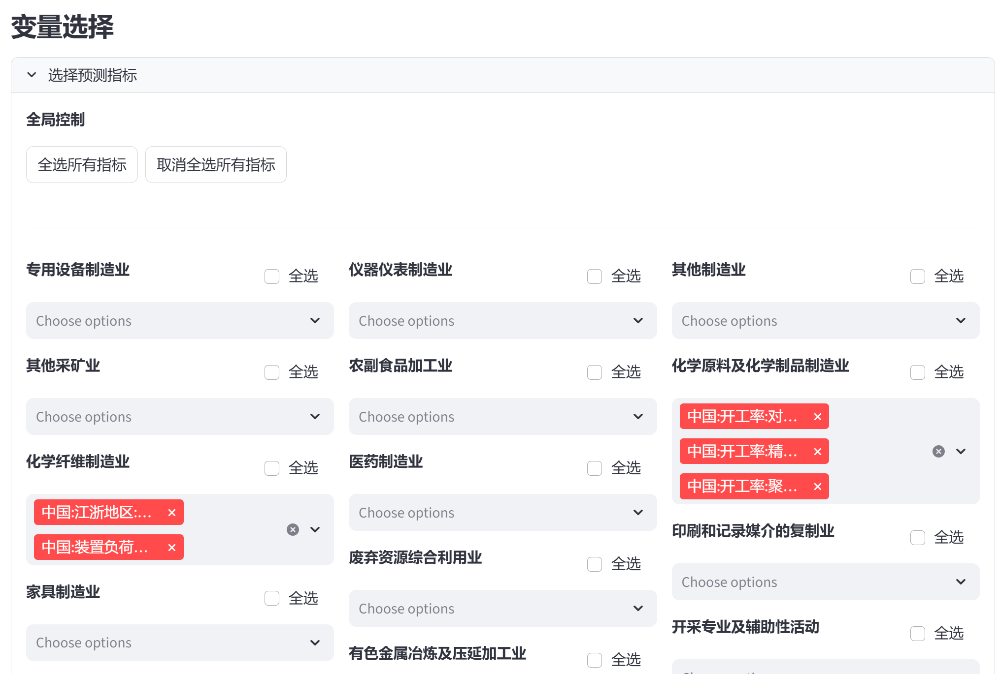 变量选择
选择预测指标
全局控制
全选所有指标
取消全选所有指标
专用设备制造业
全选
仪器仪表制造业
全选
其他制造业
全选
Choose options
Choose options
Choose options
其他采矿业
全选
农副食品加工业
全选
化学原料及化学制品制造业
全选
Choose options
Choose options
中国:开工率:对...
中国:开工率:精...
中国:开工率:聚...
化学纤维制造业
全选
医药制造业
全选
中国:江浙地区:...
中国:装置负荷...
Choose options
印刷和记录媒介的复制业
全选
废弃资源综合利用业
全选
Choose options
家具制造业
全选
Choose options
开采专业及辅助性活动
全选
Choose options
有色金属冶炼及压延加工业
全选